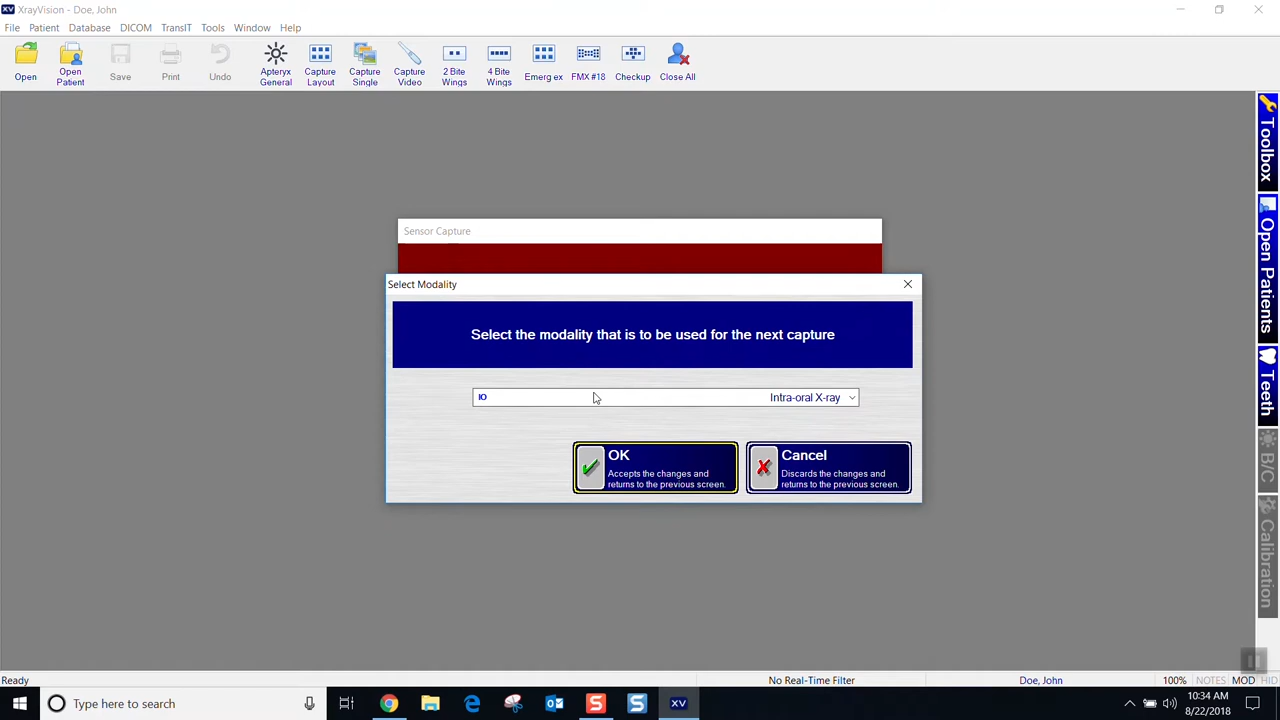 XV XrayVision - Doe, John
File Patient Database DICOM TransIT Tools Window Help
Open
Open Patient
Save
Print
Undo
Apteryx General
Capture Layout
Capture Single
Capture Video
2 Bite Wings
4 Bite Wings
Emerg ex
FMX #18
Checkup
Close All
Toolbox
Open Patients
Teeth
B/C
Calibration
Sensor Capture
Select Modality
Select the modality that is to be used for the next capture
IO Intra-oral X-ray
OK
Accepts the changes and
returns to the previous screen.
Cancel
Discards the changes and
returns to the previous screen.
Ready No Real-Time Filter Doe, John 100% NOTES MOD HID
Type here to search
S S XV
10:34 AM
8/22/2018